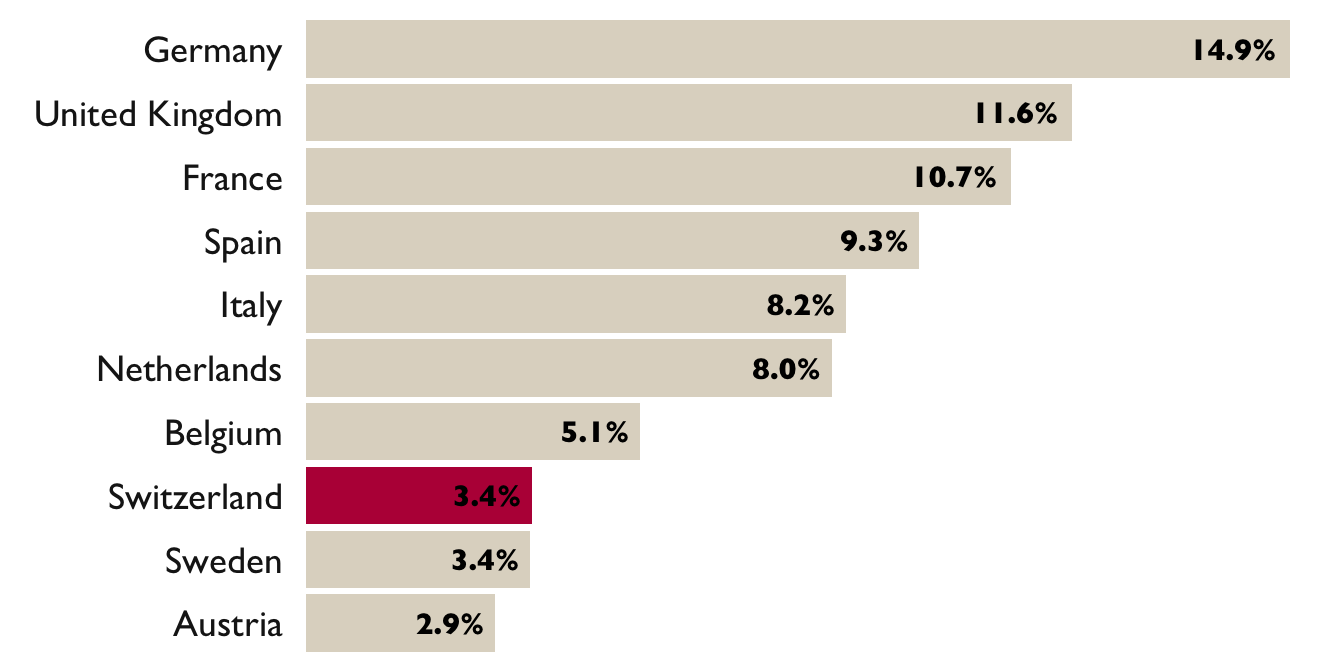 Germany 14.9%
United Kingdom 11.6%
France 10.7%
Spain 9.3%
Italy 8.2%
Netherlands 8.0%
Belgium 5.1%
Switzerland 3.4%
Sweden 3.4%
Austria 2.9%